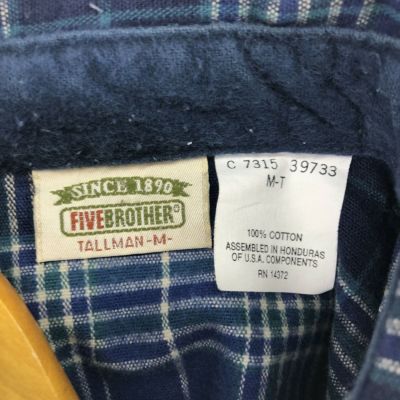 SINCE 1890
FIVEBROTHER®
TALLMAN -M-
C 7315 39733
M-T
100% COTTON
ASSEMBLED IN HONDURAS
OF U.S.A. COMPONENTS
RN 14372